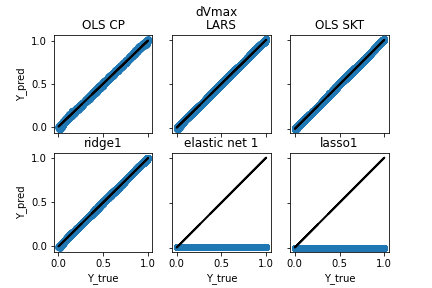 dVmax
OLS CP LARS OLS SKT
1.0
Y_pred
0.5
0.0
ridge1 elastic net 1 lasso1
1.0
Y_pred
0.5
0.0
0.0 0.5 1.0 0.0 0.5 1.0 0.0 0.5 1.0
Y_true Y_true Y_true